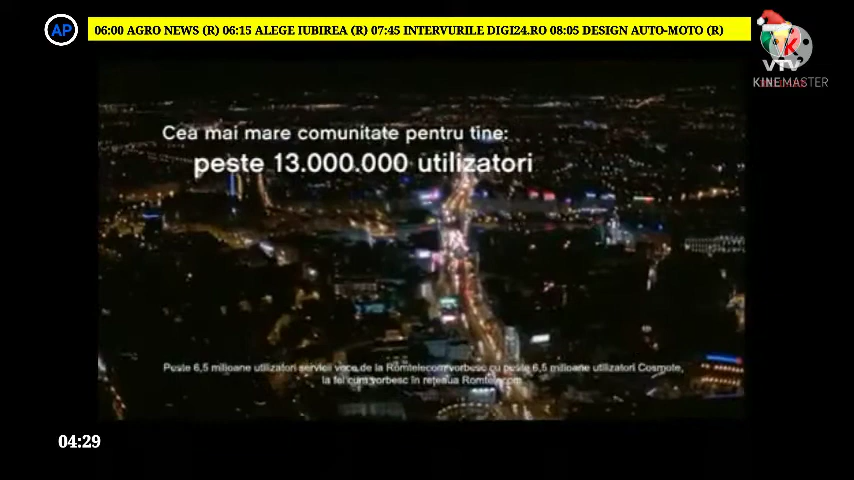 AP
06:00 AGRO NEWS (R) 06:15 ALEGE IUBIREA (R) 07:45 INTERVURILE DIGI24.RO 08:05 DESIGN AUTO-MOTO (R)
VTV
KINEMASTER
Cea mai mare comunitate pentru tine:
peste 13.000.000 utilizatori
Peste 6,5 milioane utilizatori servicii voce de la Romtelecom vorbesc cu peste 6,5 milioane utilizatori Cosmote,
la fel cum vorbesc în rețeaua Romtelecom
04:29